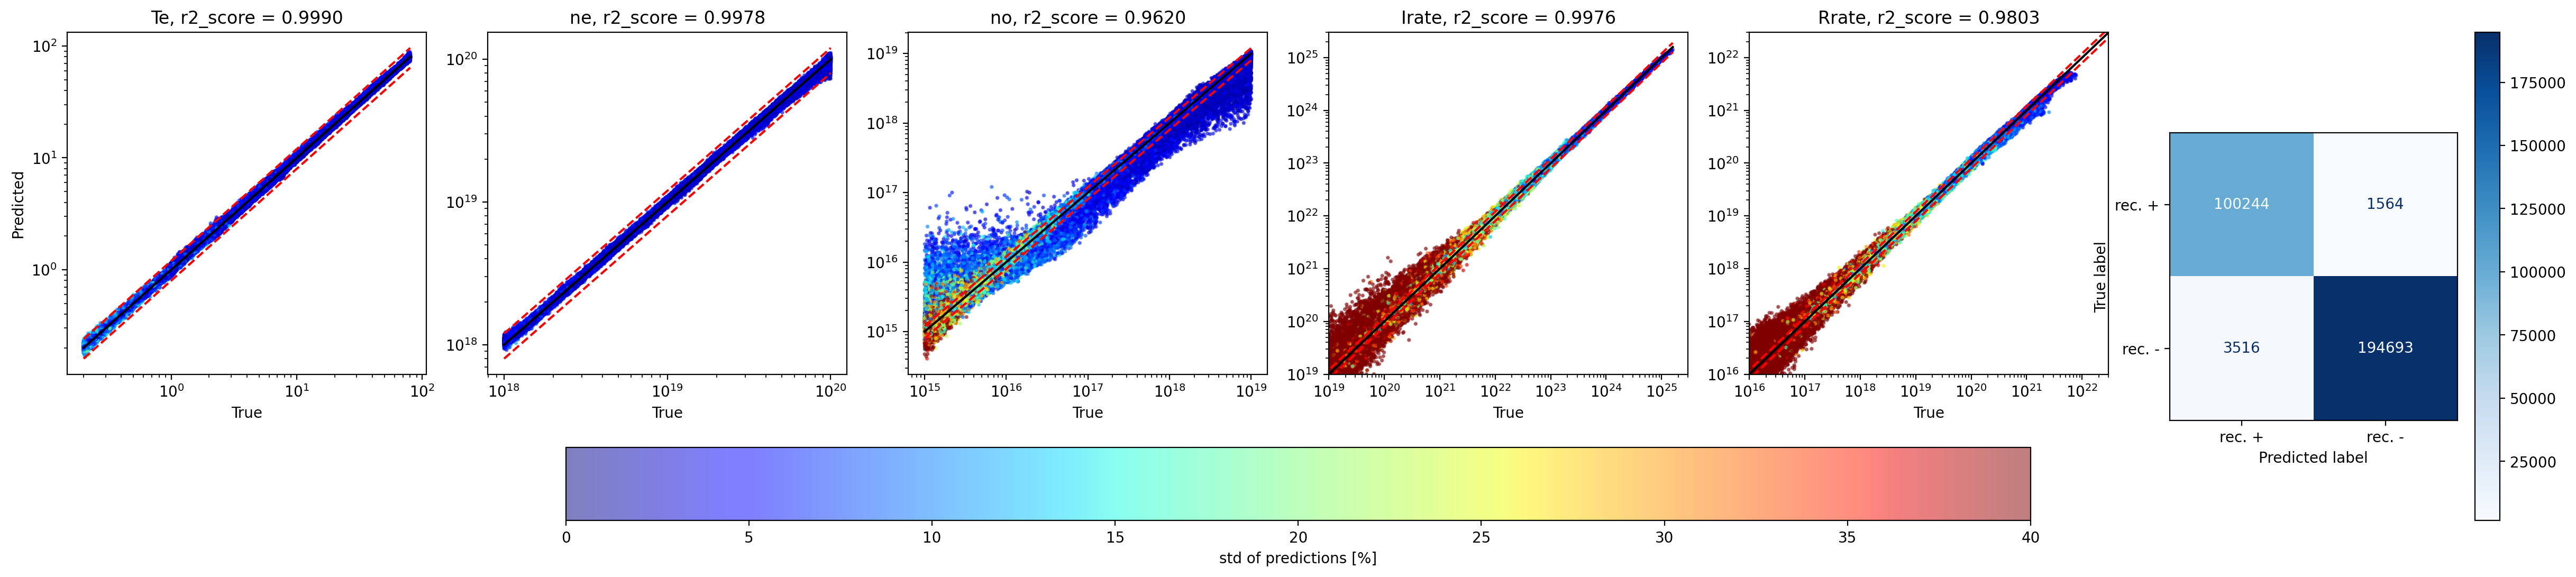 Te, r2_score = 0.9990
ne, r2_score = 0.9978
no, r2_score = 0.9620
Irate, r2_score = 0.9976
Rrate, r2_score = 0.9803
Predicted
10²
10¹
10⁰
10⁰ 10¹ 10²
True
10²⁰
10¹⁹
10¹⁸
10¹⁸ 10¹⁹ 10²⁰
True
10¹⁹
10¹⁸
10¹⁷
10¹⁶
10¹⁵
10¹⁵ 10¹⁶ 10¹⁷ 10¹⁸ 10¹⁹
True
10²⁵
10²⁴
10²³
10²²
10²¹
10²⁰
10¹⁹
10¹⁹ 10²⁰ 10²¹ 10²² 10²³ 10²⁴ 10²⁵
True
10²²
10²¹
10²⁰
10¹⁹
10¹⁸
10¹⁷
10¹⁶
10¹⁶ 10¹⁷ 10¹⁸ 10¹⁹ 10²⁰ 10²¹ 10²²
True
True label
rec. +
rec. -
100244 1564
3516 194693
rec. + rec. -
Predicted label
175000
150000
125000
100000
75000
50000
25000
0 5 10 15 20 25 30 35 40
std of predictions [%]